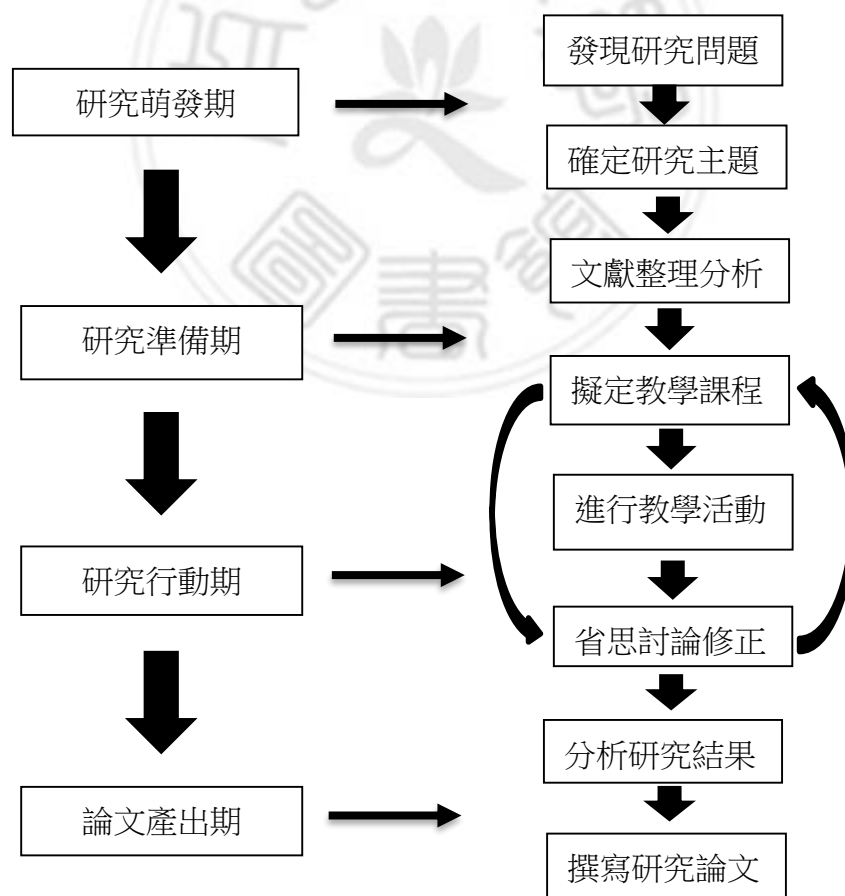 發現研究問題
研究萌發期
確定研究主題
文獻整理分析
研究準備期
擬定教學課程
進行教學活動
研究行動期
省思討論修正
分析研究結果
論文產出期
撰寫研究論文